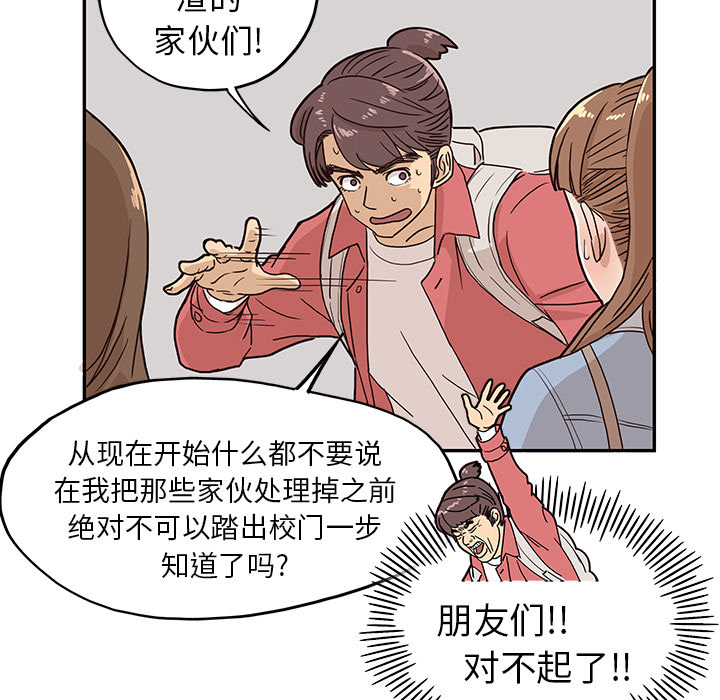 渣的
家伙们!
从现在开始什么都不要说
在我把那些家伙处理掉之前
绝对不可以踏出校门一步
知道了吗?
朋友们!!
对不起了!!